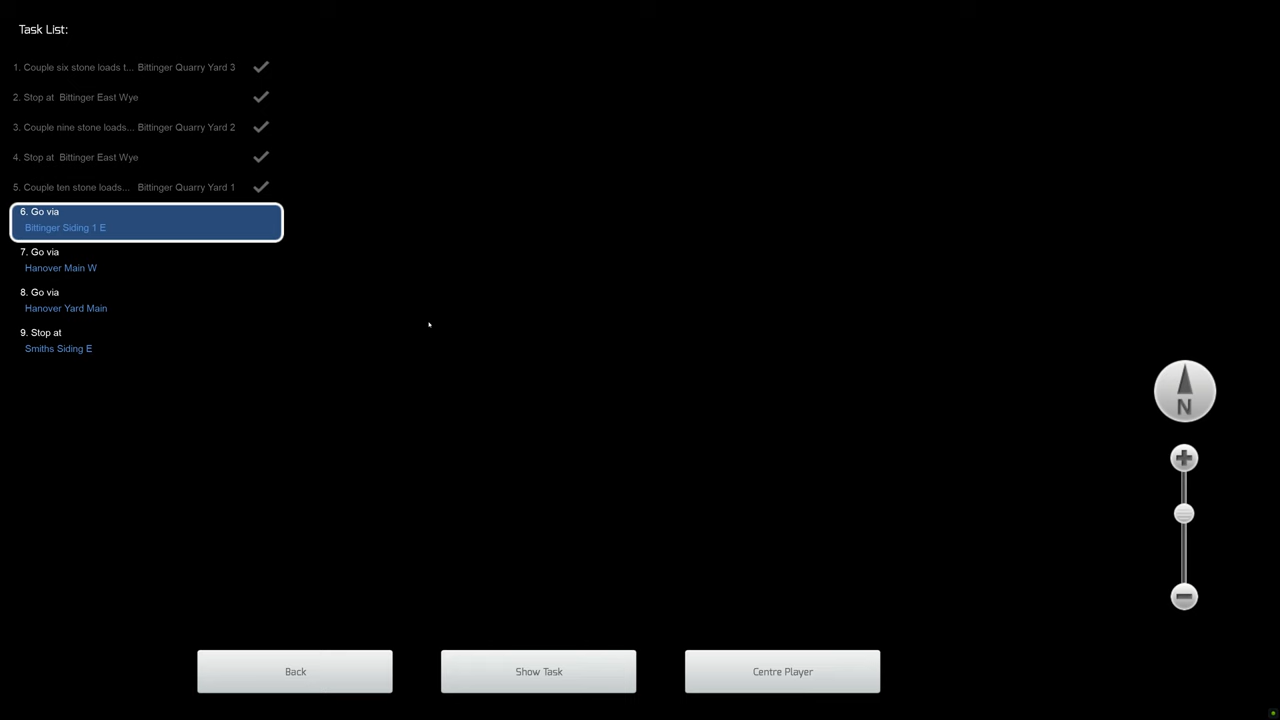 Task List:
1. Couple six stone loads t... Bittinger Quarry Yard 3
2. Stop at Bittinger East Wye
3. Couple nine stone loads... Bittinger Quarry Yard 2
4. Stop at Bittinger East Wye
5. Couple ten stone loads... Bittinger Quarry Yard 1
6. Go via
Bittinger Siding 1 E
7. Go via
Hanover Main W
8. Go via
Hanover Yard Main
9. Stop at
Smiths Siding E
N
Back
Show Task
Centre Player